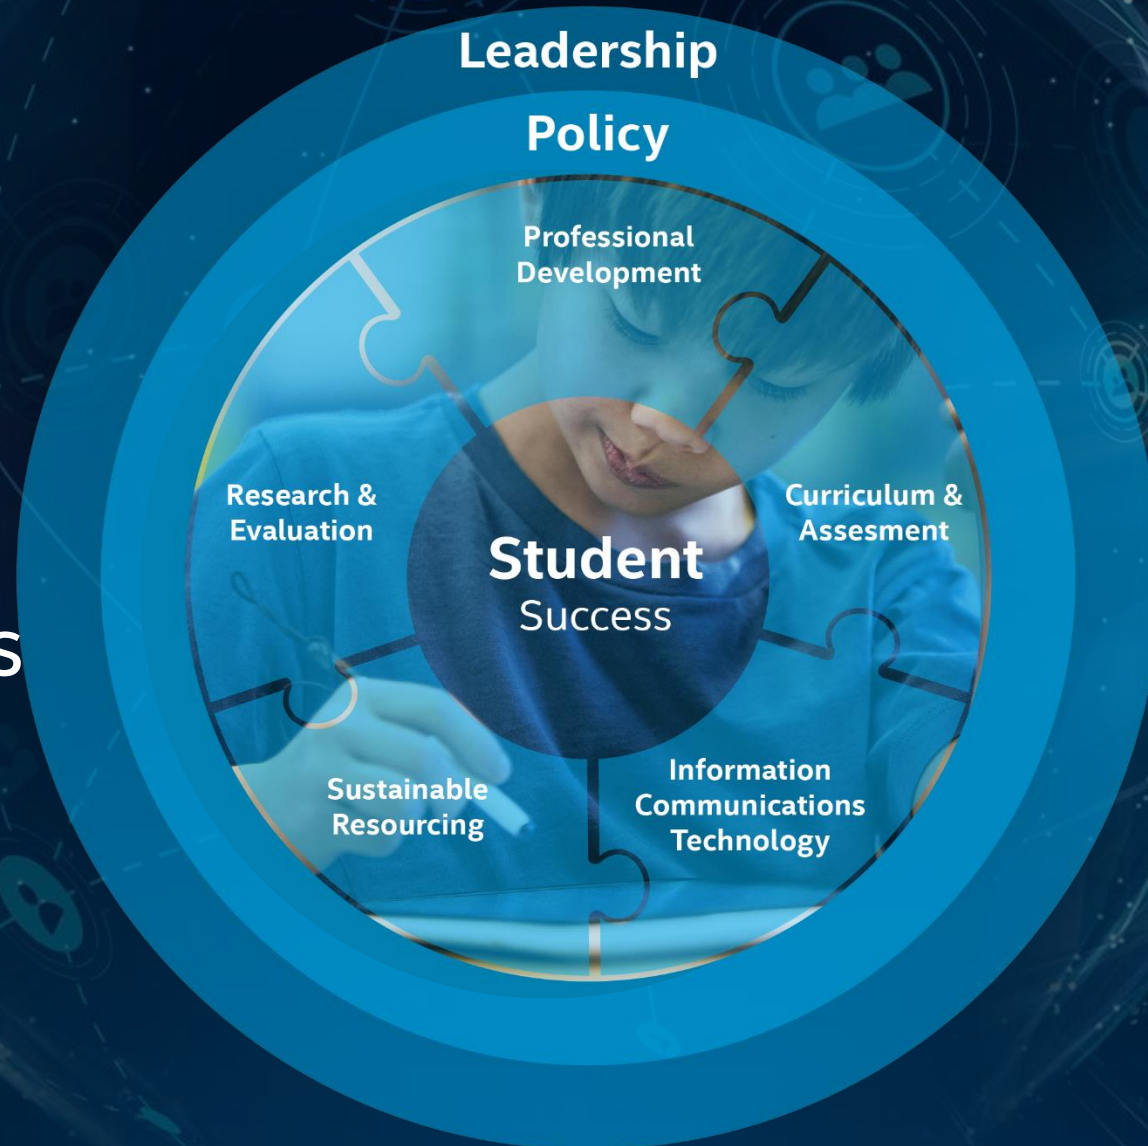 Leadership
Policy
Professional
Development
Research &
Evaluation
Curriculum &
Assesment
Student
Success
s
Sustainable
Resourcing
Information
Communications
Technology